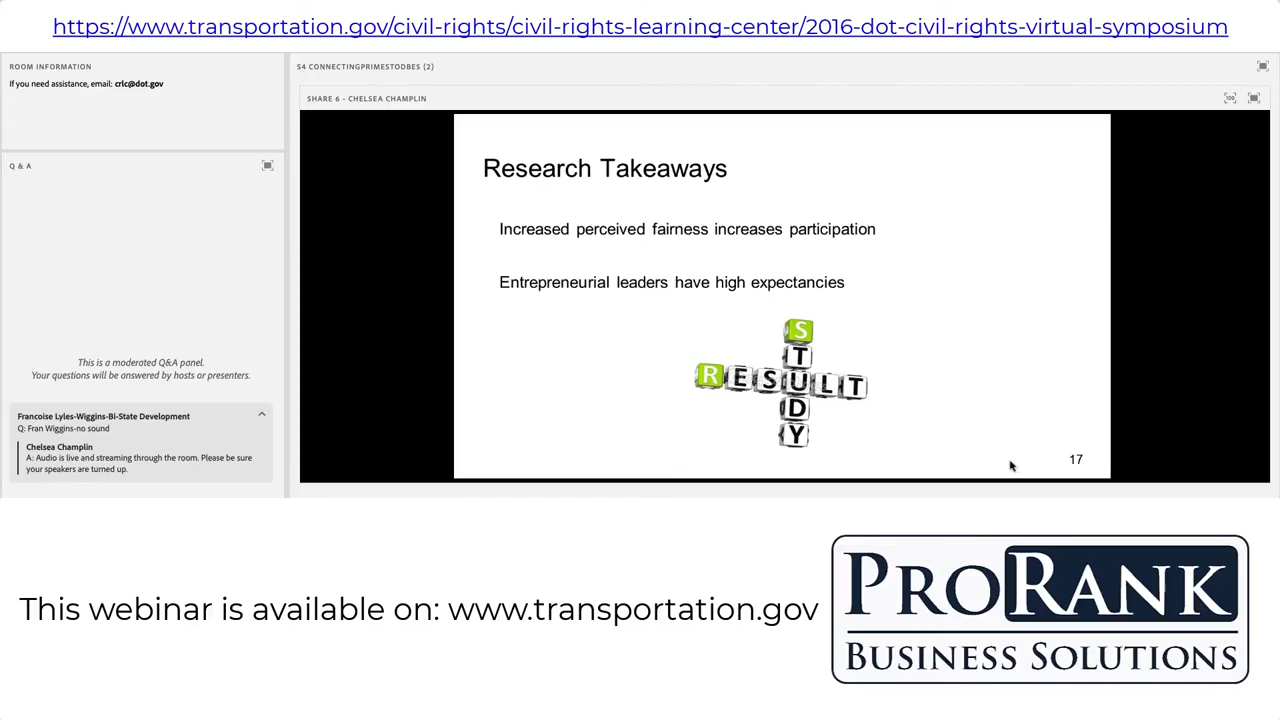 https://www.transportation.gov/civil-rights/civil-rights-learning-center/2016-dot-civil-rights-virtual-symposium
ROOM INFORMATION
If you need assistance, email: crlc@dot.gov
Q & A
This is a moderated Q&A panel.
Your questions will be answered by hosts or presenters.
Francoise Lyles-Wiggins-Bi-State Development
Q: Fran Wiggins-no sound
Chelsea Champlin
A: Audio is live and streaming through the room. Please be sure
your speakers are turned up.
S4 CONNECTINGPRIMESTODBES (2)
SHARE 6 - CHELSEA CHAMPLIN
Research Takeaways
Increased perceived fairness increases participation
Entrepreneurial leaders have high expectancies
STUDY
RESULT
17
This webinar is available on: www.transportation.gov
PRORANK
BUSINESS SOLUTIONS